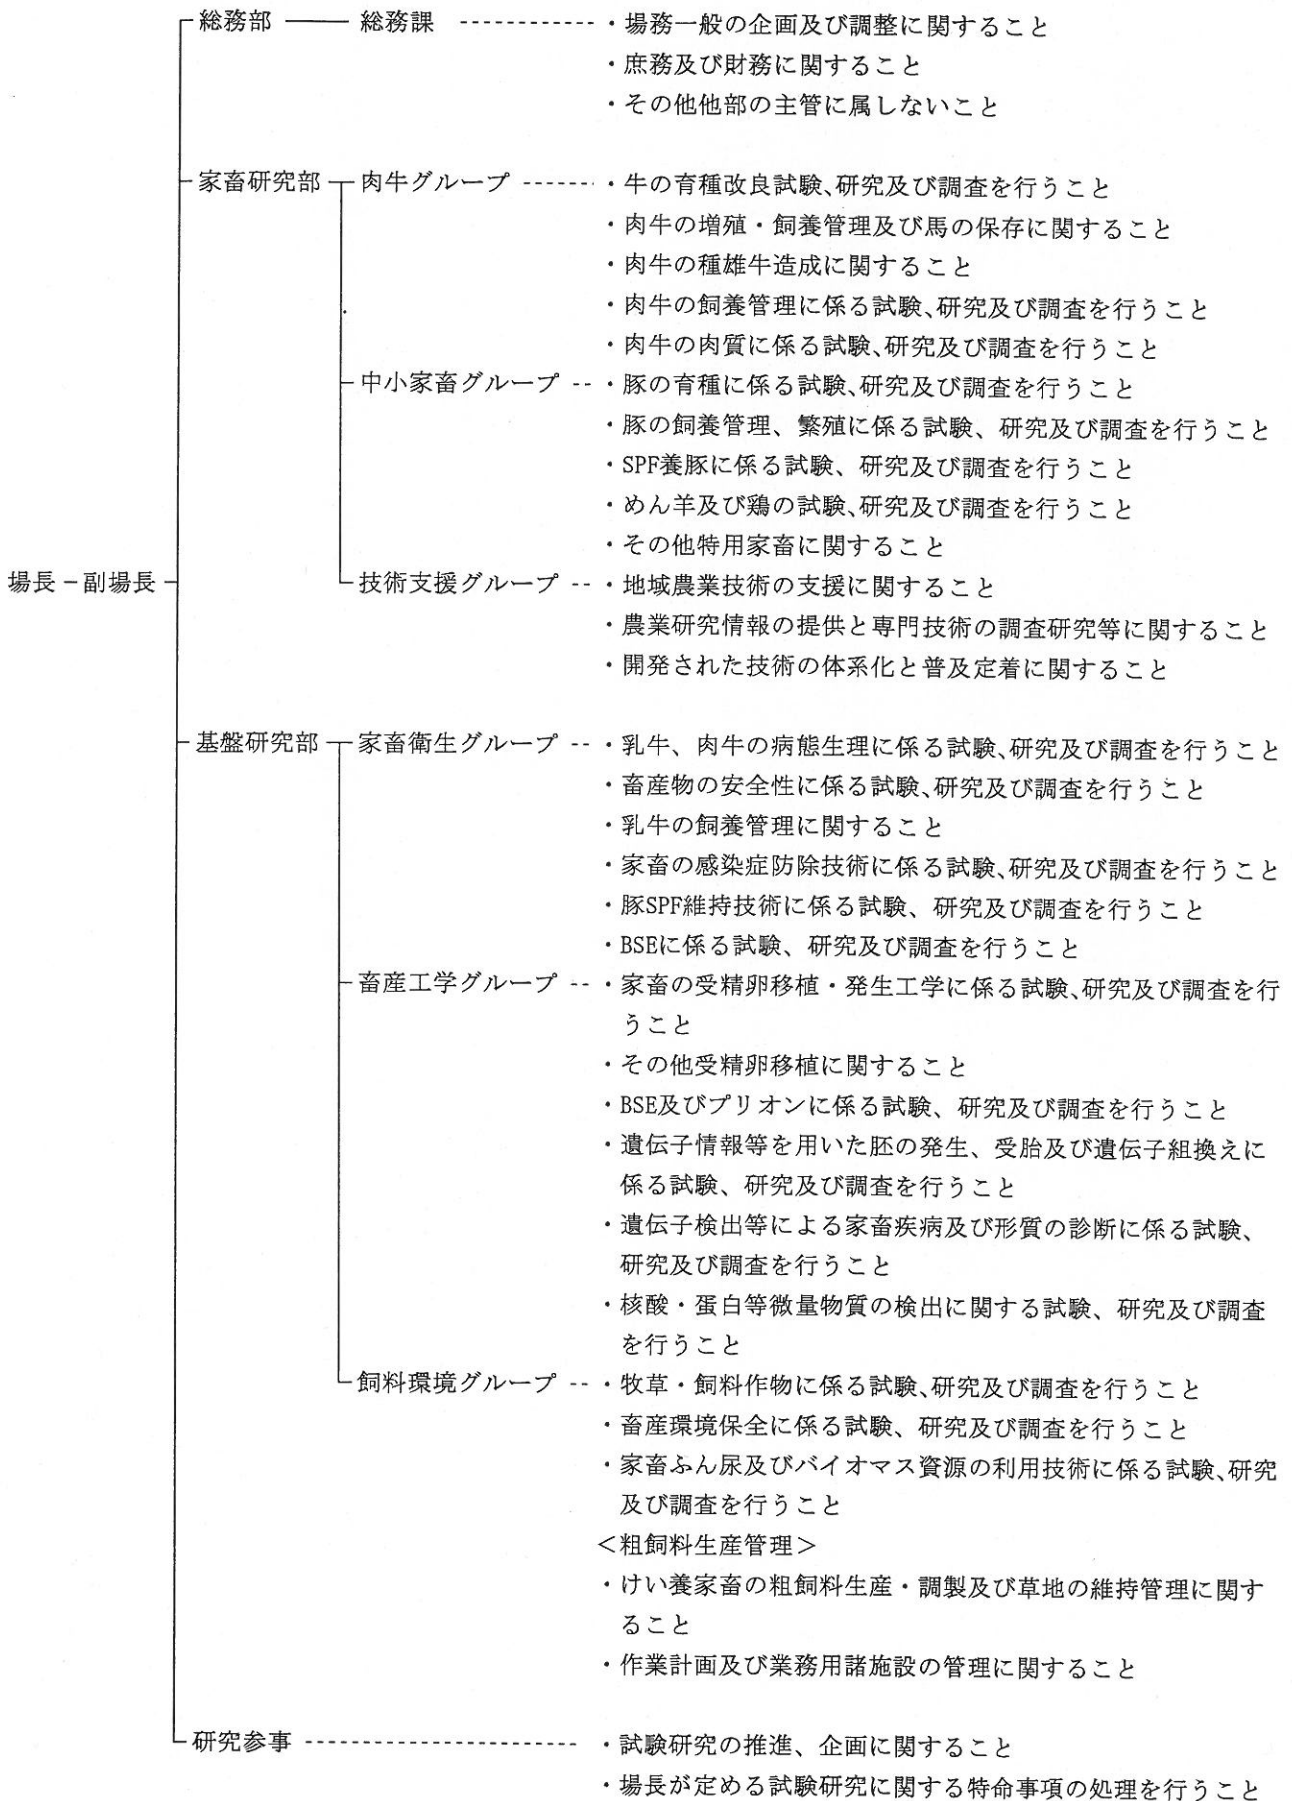 総務部 ―― 総務課 ------------ ・場務一般の企画及び調整に関すること
・庶務及び財務に関すること
・その他他部の主管に属しないこと
家畜研究部 肉牛グループ ------- ・牛の育種改良試験、研究及び調査を行うこと
・肉牛の増殖・飼養管理及び馬の保存に関すること
・肉牛の種雄牛造成に関すること
・肉牛の飼養管理に係る試験、研究及び調査を行うこと
・肉牛の肉質に係る試験、研究及び調査を行うこと
中小家畜グループ -- ・豚の育種に係る試験、研究及び調査を行うこと
・豚の飼養管理、繁殖に係る試験、研究及び調査を行うこと
・SPF養豚に係る試験、研究及び調査を行うこと
・めん羊及び鶏の試験、研究及び調査を行うこと
・その他特用家畜に関すること
場長－副場長 技術支援グループ -- ・地域農業技術の支援に関すること
・農業研究情報の提供と専門技術の調査研究等に関すること
・開発された技術の体系化と普及定着に関すること
基盤研究部 家畜衛生グループ -- ・乳牛、肉牛の病態生理に係る試験、研究及び調査を行うこと
・畜産物の安全性に係る試験、研究及び調査を行うこと
・乳牛の飼養管理に関すること
・家畜の感染症防除技術に係る試験、研究及び調査を行うこと
・豚SPF維持技術に係る試験、研究及び調査を行うこと
・BSEに係る試験、研究及び調査を行うこと
畜産工学グループ -- ・家畜の受精卵移植・発生工学に係る試験、研究及び調査を行
うこと
・その他受精卵移植に関すること
・BSE及びプリオンに係る試験、研究及び調査を行うこと
・遺伝子情報等を用いた胚の発生、受胎及び遺伝子組換えに
係る試験、研究及び調査を行うこと
・遺伝子検出等による家畜疾病及び形質の診断に係る試験、
研究及び調査を行うこと
・核酸・蛋白等微量物質の検出に関する試験、研究及び調査
を行うこと
飼料環境グループ -- ・牧草・飼料作物に係る試験、研究及び調査を行うこと
・畜産環境保全に係る試験、研究及び調査を行うこと
・家畜ふん尿及びバイオマス資源の利用技術に係る試験、研究
及び調査を行うこと
＜粗飼料生産管理＞
・けい養家畜の粗飼料生産・調製及び草地の維持管理に関す
ること
・作業計画及び業務用諸施設の管理に関すること
研究参事 ------------------------ ・試験研究の推進、企画に関すること
・場長が定める試験研究に関する特命事項の処理を行うこと